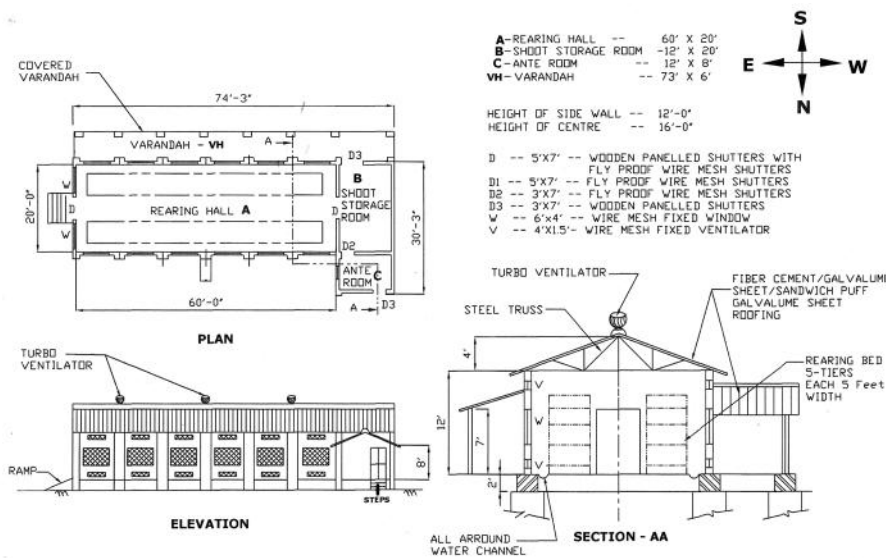 COVERED
VARANDAH
74'-3"
VARANDAH - VH
A
D3
W
B
SHOOT
STORAGE
ROOM
20'-0"
D
REARING HALL A
D
30'-3"
W
D2
ANTE
ROOM
C
60'-0"
A
D3
PLAN
A-REARING HALL -- 60' X 20'
B-SHOOT STORAGE ROOM -12' X 20'
C-ANTE ROOM -- 12' X 8'
VH-VARANDAH -- 73' X 6'
S
E
W
N
HEIGHT OF SIDE WALL -- 12'-0"
HEIGHT OF CENTRE -- 16'-0"
D -- 5'X7' -- WOODEN PANELLED SHUTTERS WITH
FLY PROOF WIRE MESH SHUTTERS
D1 -- 5'X7' -- FLY PROOF WIRE MESH SHUTTERS
D2 -- 3'X7' -- FLY PROOF WIRE MESH SHUTTERS
D3 -- 3'X7' -- WOODEN PANELLED SHUTTERS
W -- 6'x4' -- WIRE MESH FIXED WINDOW
V -- 4'X1.5'- WIRE MESH FIXED VENTILATOR
TURBO
VENTILATOR
RAMP
8'
STEPS
ELEVATION
TURBO VENTILATOR
STEEL TRUSS
FIBER CEMENT/GALVALUME
SHEET/SANDWICH PUFF
GALVALUME SHEET
ROOFING
4'
REARING BED
5-TIERS
EACH 5 Feet
WIDTH
V
12'
W
7'
V
2'
ALL ARROUND
WATER CHANNEL
SECTION - AA